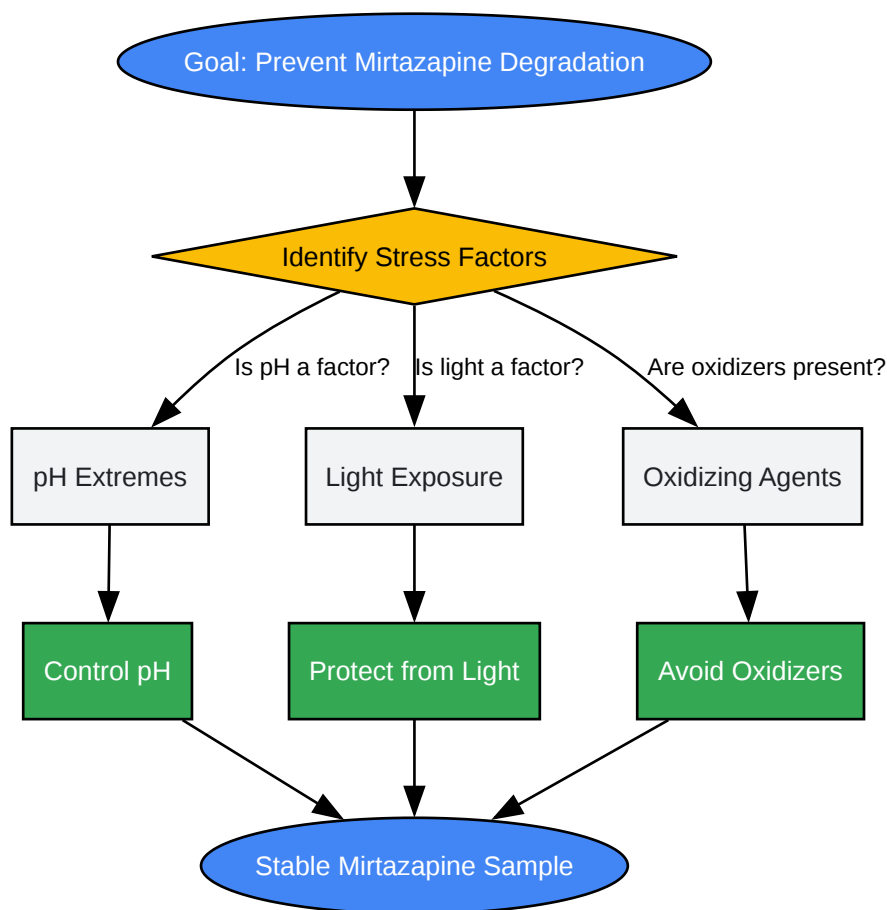 Goal: Prevent Mirtazapine Degradation
Identify Stress Factors
Is pH a factor?
Is light a factor?
Are oxidizers present?
pH Extremes
Light Exposure
Oxidizing Agents
Control pH
Protect from Light
Avoid Oxidizers
Stable Mirtazapine Sample